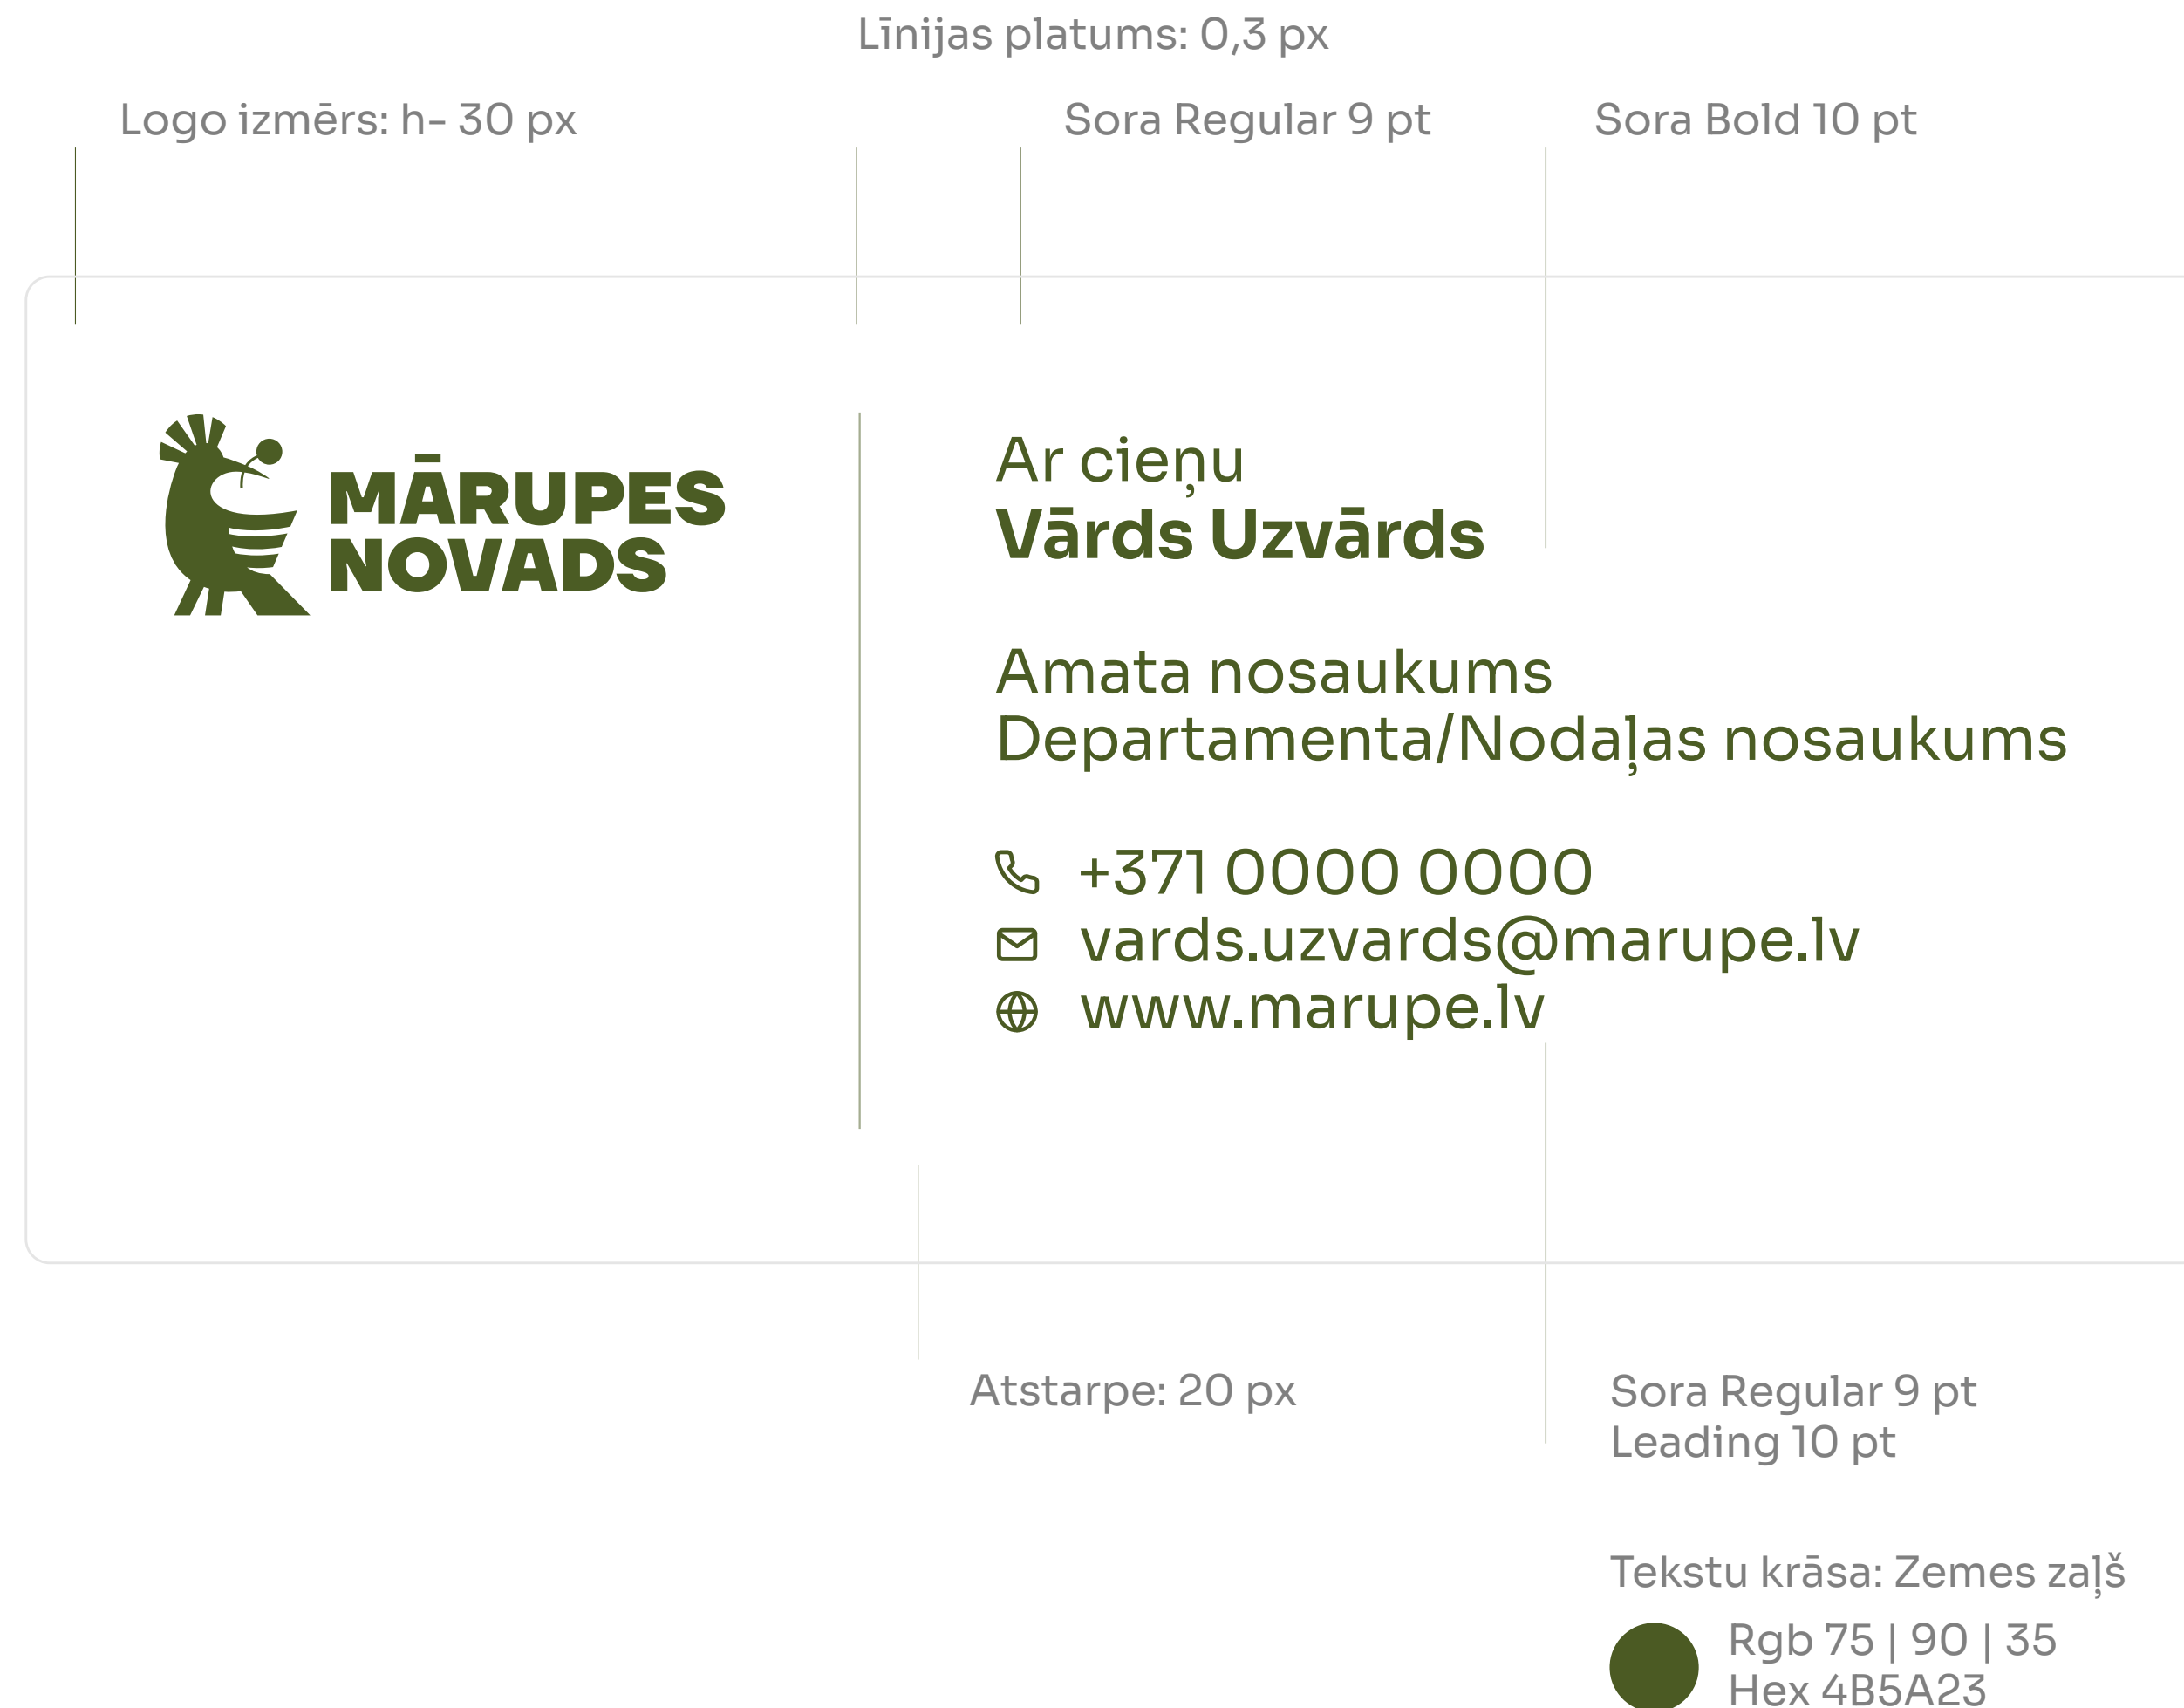 Līnijas platums: 0,3 px
Logo izmērs: h- 30 px
Sora Regular 9 pt
Sora Bold 10 pt
MĀRUPES
NOVADS
Ar cieņu
Vārds Uzvārds
Amata nosaukums
Departamenta/Nodaļas nosaukums
+371 0000 0000
vards.uzvards@marupe.lv
www.marupe.lv
Atstarpe: 20 px
Sora Regular 9 pt
Leading 10 pt
Tekstu krāsa: Zemes zaļš
Rgb 75 | 90 | 35
Hex 4B5A23